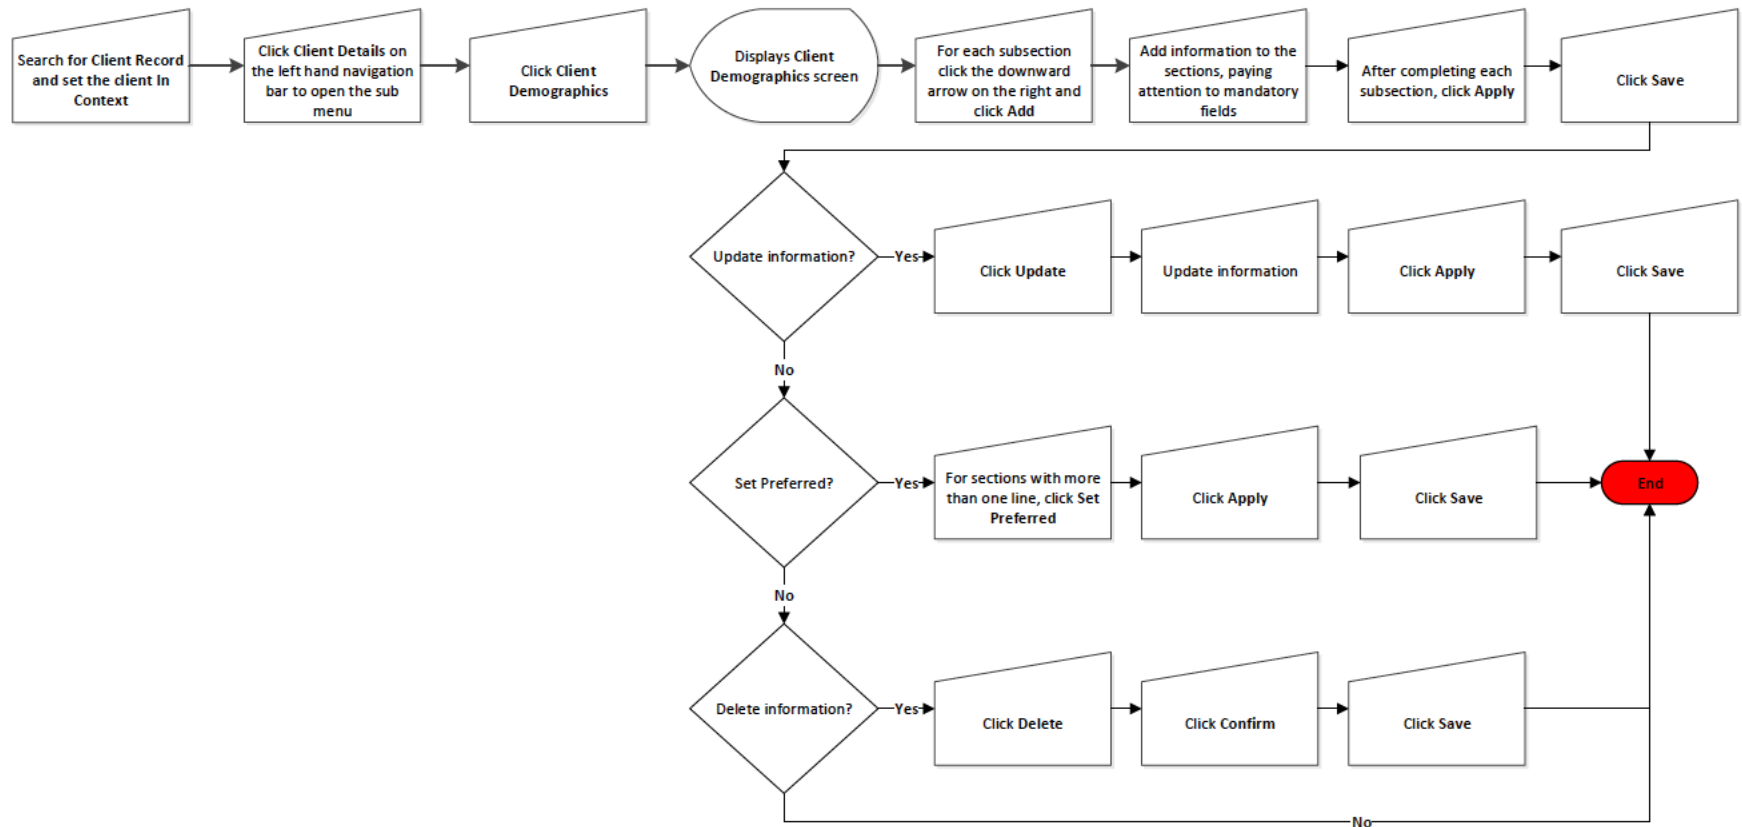 Search for Client Record
and set the client In
Context
Click Client Details on
the left hand navigation
bar to open the sub
menu
Click Client
Demographics
Displays Client
Demographics screen
For each subsection
click the downward
arrow on the right and
click Add
Add information to the
sections, paying
attention to mandatory
fields
After completing each
subsection, click Apply
Click Save
Update information?
Yes
Click Update
Update information
Click Apply
Click Save
No
Set Preferred?
Yes
For sections with more
than one line, click Set
Preferred
Click Apply
Click Save
End
No
Delete information?
Yes
Click Delete
Click Confirm
Click Save
No